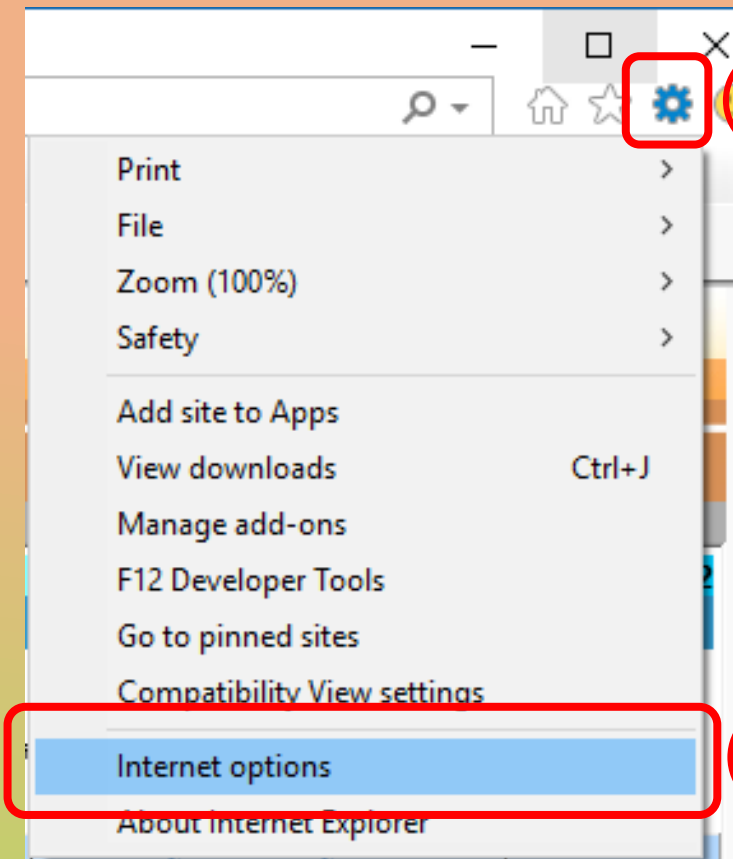 Print
File
Zoom (100%)
Safety
Add site to Apps
View downloads Ctrl+J
Manage add-ons
F12 Developer Tools
Go to pinned sites
Compatibility View settings
Internet options
About Internet Explorer